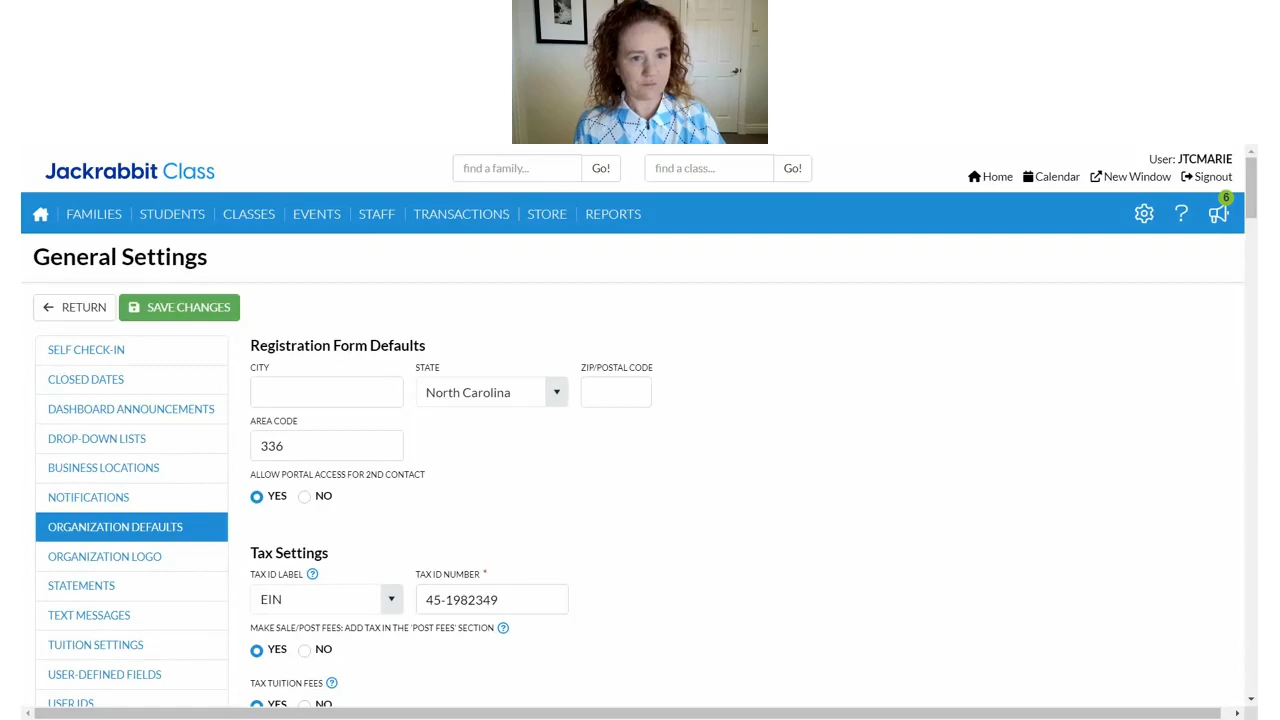 Jackrabbit Class
find a family...
Go!
find a class...
Go!
User: JTCMARIE
Home
Calendar
New Window
Signout
FAMILIES
STUDENTS
CLASSES
EVENTS
STAFF
TRANSACTIONS
STORE
REPORTS
?
6
General Settings
RETURN
SAVE CHANGES
SELF CHECK-IN
CLOSED DATES
DASHBOARD ANNOUNCEMENTS
DROP-DOWN LISTS
BUSINESS LOCATIONS
NOTIFICATIONS
ORGANIZATION DEFAULTS
ORGANIZATION LOGO
STATEMENTS
TEXT MESSAGES
TUITION SETTINGS
USER-DEFINED FIELDS
USER IDS
Registration Form Defaults
CITY
STATE
ZIP/POSTAL CODE
North Carolina
AREA CODE
336
ALLOW PORTAL ACCESS FOR 2ND CONTACT
YES NO
Tax Settings
TAX ID LABEL ?
TAX ID NUMBER *
EIN
45-1982349
MAKE SALE/POST FEES: ADD TAX IN THE 'POST FEES' SECTION ?
YES NO
TAX TUITION FEES ?
YES NO